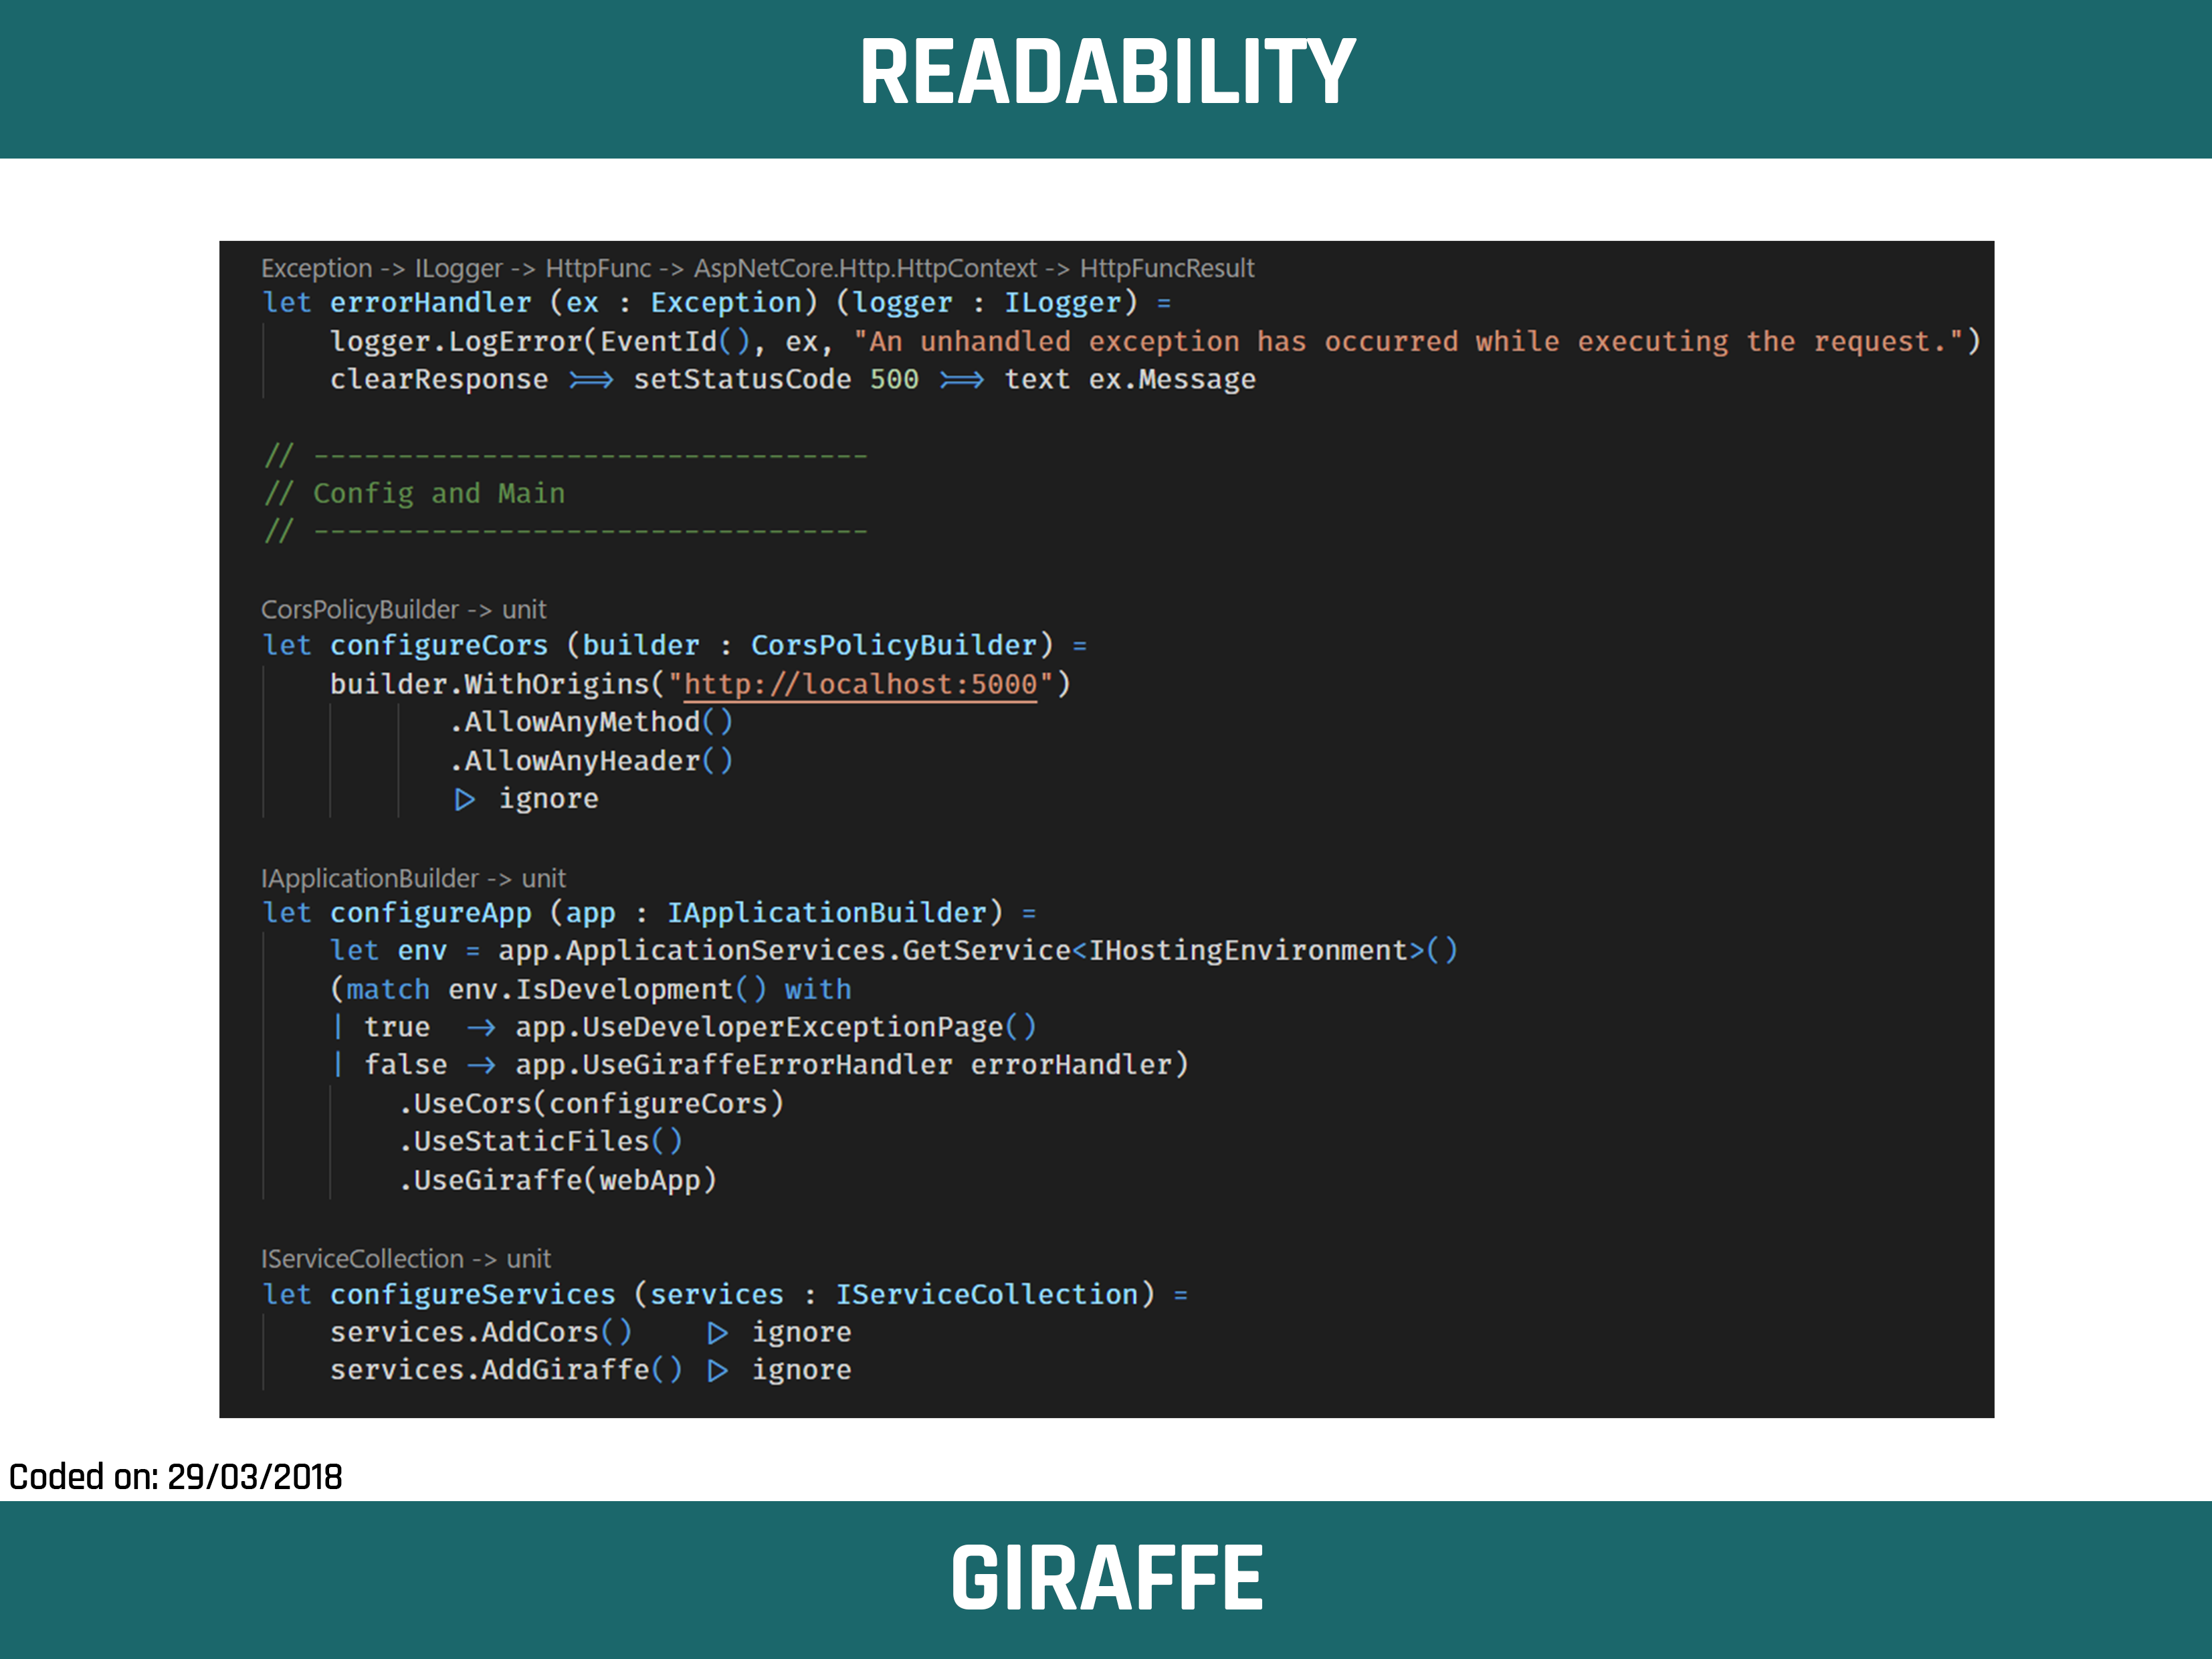 READABILITY
Exception -> ILogger -> HttpFunc -> AspNetCore.Http.HttpContext -> HttpFuncResult
let errorHandler (ex : Exception) (logger : ILogger) =
    logger.LogError(EventId(), ex, "An unhandled exception has occurred while executing the request.")
    clearResponse >=> setStatusCode 500 >=> text ex.Message
// ---------------------------------
// Config and Main
// ---------------------------------
CorsPolicyBuilder -> unit
let configureCors (builder : CorsPolicyBuilder) =
    builder.WithOrigins("http://localhost:5000")
           .AllowAnyMethod()
           .AllowAnyHeader()
           |> ignore
IApplicationBuilder -> unit
let configureApp (app : IApplicationBuilder) =
    let env = app.ApplicationServices.GetService<IHostingEnvironment>()
    (match env.IsDevelopment() with
    | true  -> app.UseDeveloperExceptionPage()
    | false -> app.UseGiraffeErrorHandler errorHandler)
        .UseCors(configureCors)
        .UseStaticFiles()
        .UseGiraffe(webApp)
IServiceCollection -> unit
let configureServices (services : IServiceCollection) =
    services.AddCors()    |> ignore
    services.AddGiraffe() |> ignore
Coded on: 29/03/2018
GIRAFFE